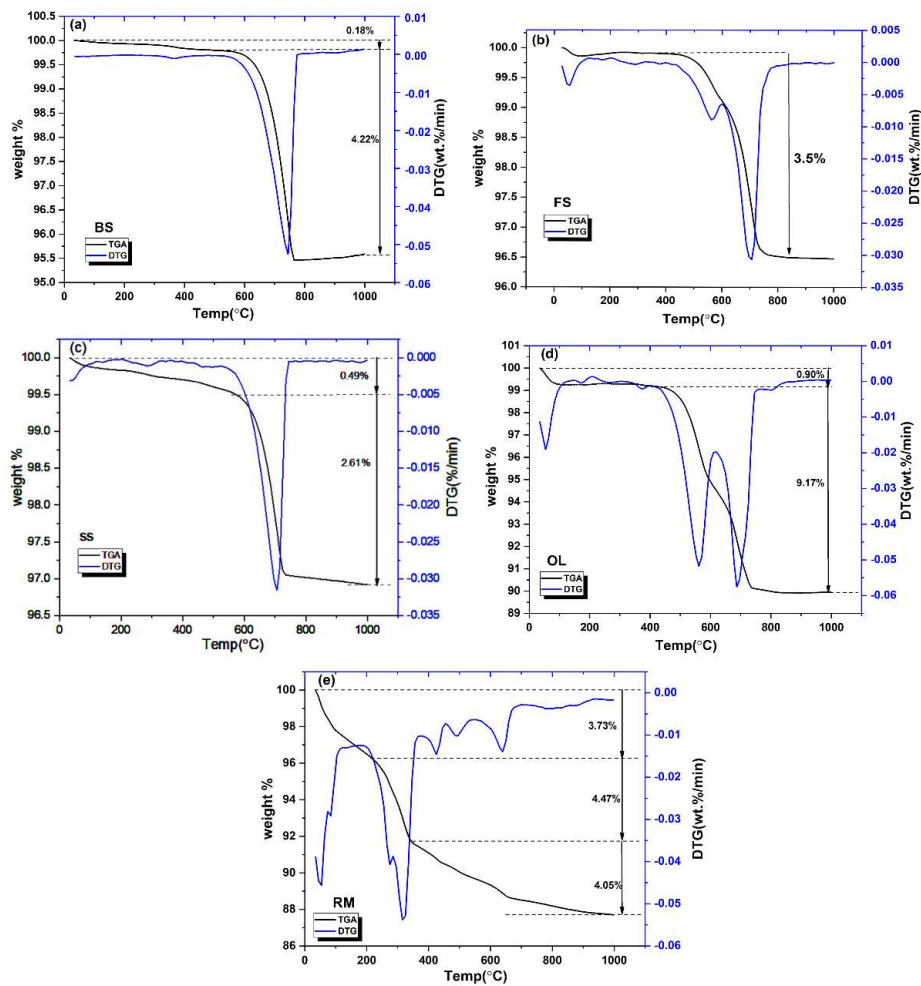 (a)
100.5
100.0
99.5
99.0
98.5
98.0
97.5
97.0
96.5
96.0
95.5
95.0
weight %
0.18%
4.22%
BS
TGA
DTG
0.01
0.00
-0.01
-0.02
-0.03
-0.04
-0.05
-0.06
DTG(wt.%/min)
0 200 400 600 800 1000
Temp(°C)
(b)
100.0
99.5
99.0
98.5
98.0
97.5
97.0
96.5
96.0
weight %
3.5%
FS
TGA
DTG
0.005
0.000
-0.005
-0.010
-0.015
-0.020
-0.025
-0.030
-0.035
DTG(wt.%/min)
0 200 400 600 800 1000
Temp(°C)
(c)
100.0
99.5
99.0
98.5
98.0
97.5
97.0
96.5
weight %
0.49%
2.61%
SS
TGA
DTG
0.000
-0.005
-0.010
-0.015
-0.020
-0.025
-0.030
-0.035
DTG(%/min)
0 200 400 600 800 1000
Temp(°C)
(d)
101
100
99
98
96
95
94
93
91
90
89
weight %
0.90%
9.17%
OL
TGA
DTG
0.01
0.00
-0.01
-0.02
-0.03
-0.04
-0.05
-0.06
DTG(wt.%/min)
0 200 400 600 800 1000
Temp(°C)
(e)
100
98
96
94
92
90
88
86
weight %
3.73%
4.47%
4.05%
RM
TGA
DTG
0.00
-0.01
-0.02
-0.03
-0.04
-0.05
-0.06
DTG(wt.%/min)
0 200 400 600 800 1000
Temp(°C)